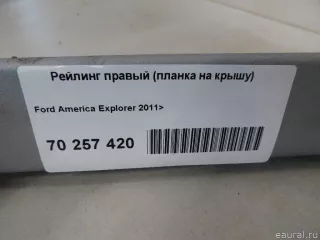 Рейлинг правый (планка на крышу)
Ford America Explorer 2011>
70 257 420
eaural.ru